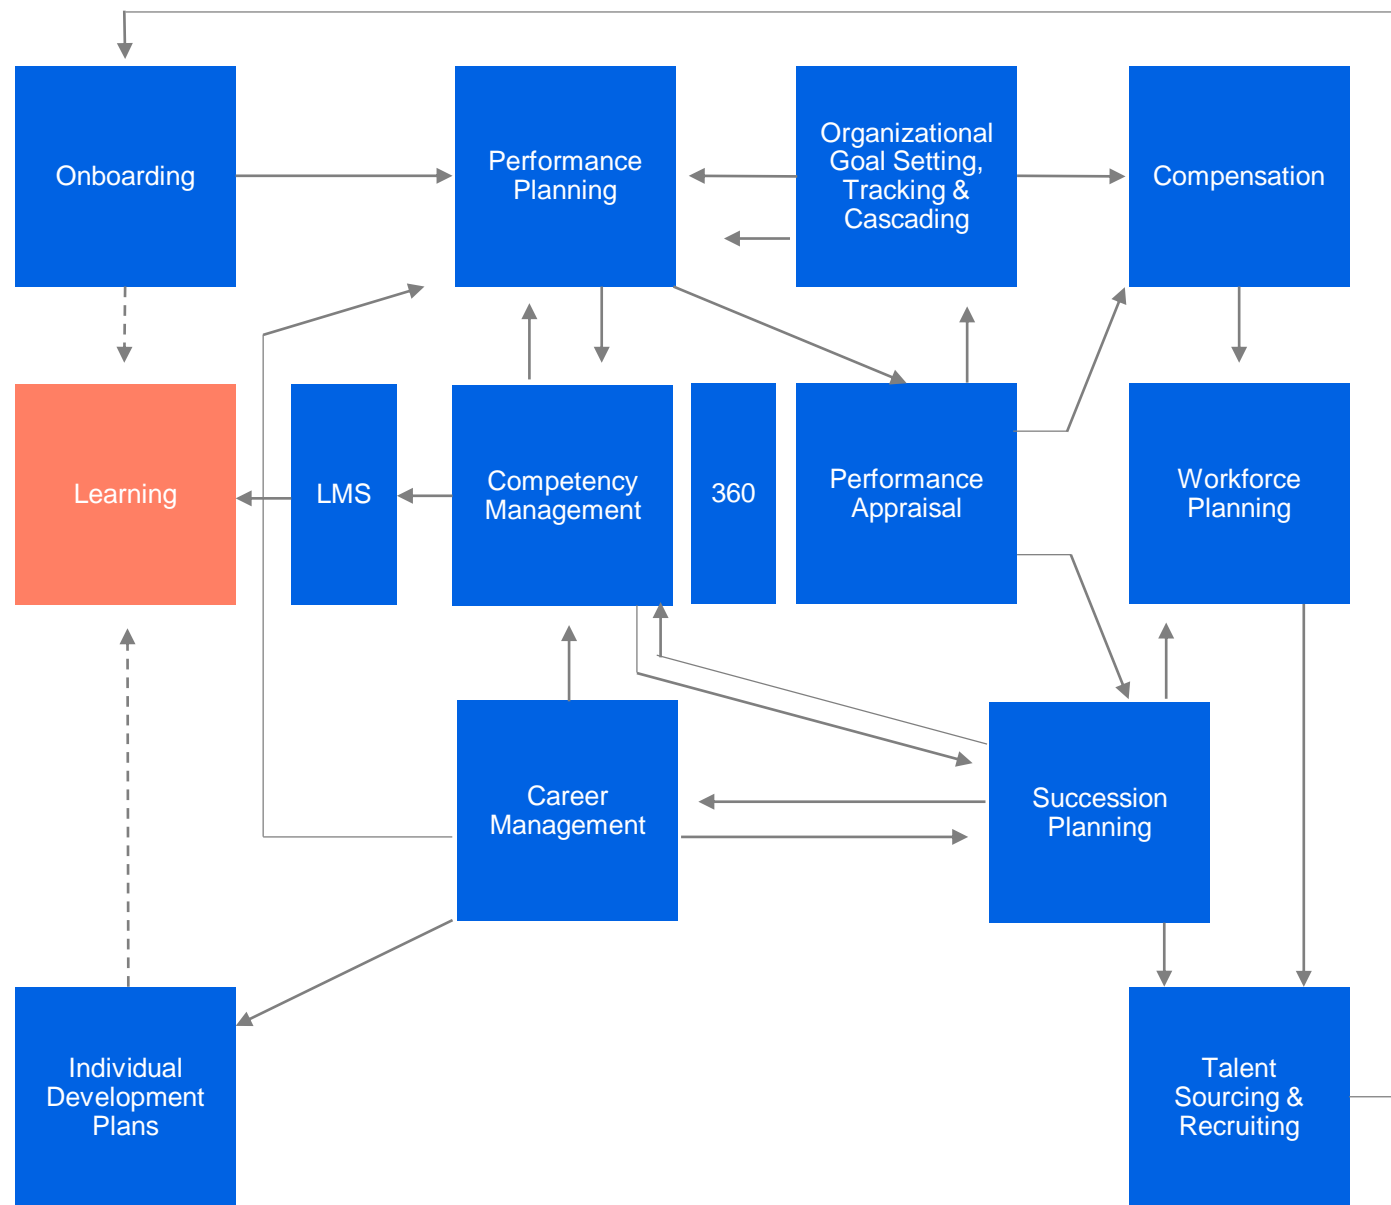 Onboarding
Performance
Planning
Organizational
Goal Setting,
Tracking &
Cascading
Compensation
Learning
LMS
Competency
Management
360
Performance
Appraisal
Workforce
Planning
Career
Management
Succession
Planning
Individual
Development
Plans
Talent
Sourcing &
Recruiting